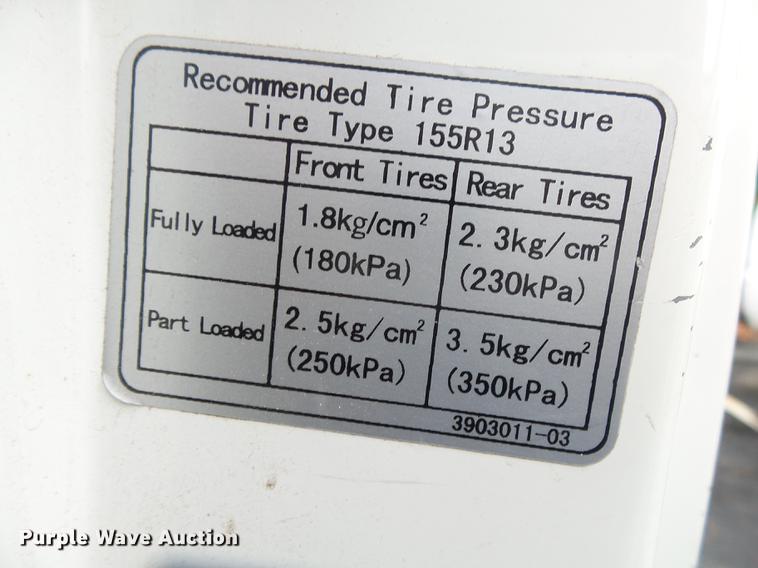 Recommended Tire Pressure
Tire Type 155R13
Front Tires Rear Tires
Fully Loaded 1.8kg/cm² (180kPa) 2.3kg/cm² (230kPa)
Part Loaded 2.5kg/cm² (250kPa) 3.5kg/cm² (350kPa)
3903011-03
Purple Wave Auction